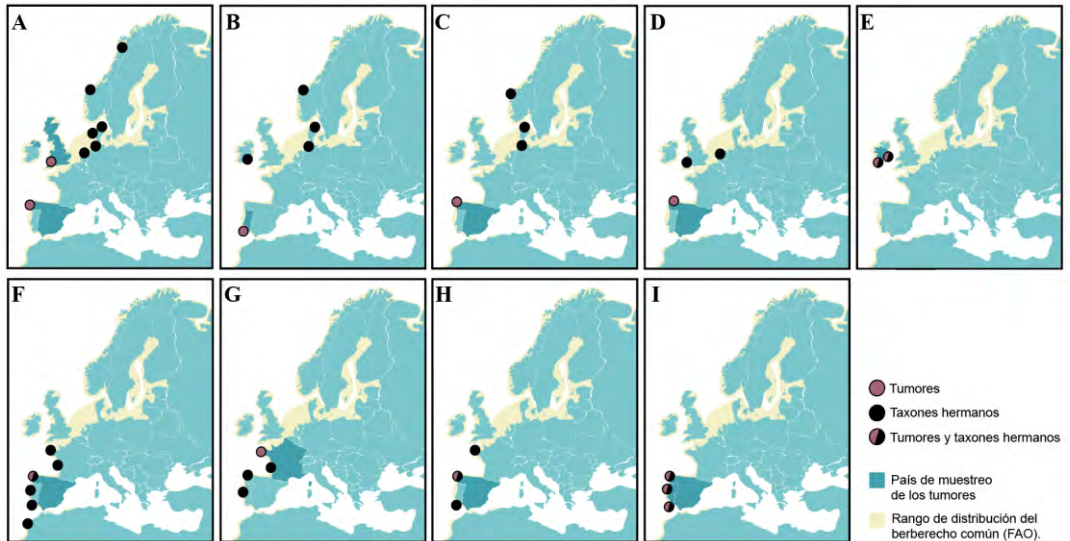 A
B
C
D
E
F
G
H
I
Tumores
Taxones hermanos
Tumores y taxones hermanos
País de muestreo
de los tumores
Rango de distribución del
berberecho común (FAO).